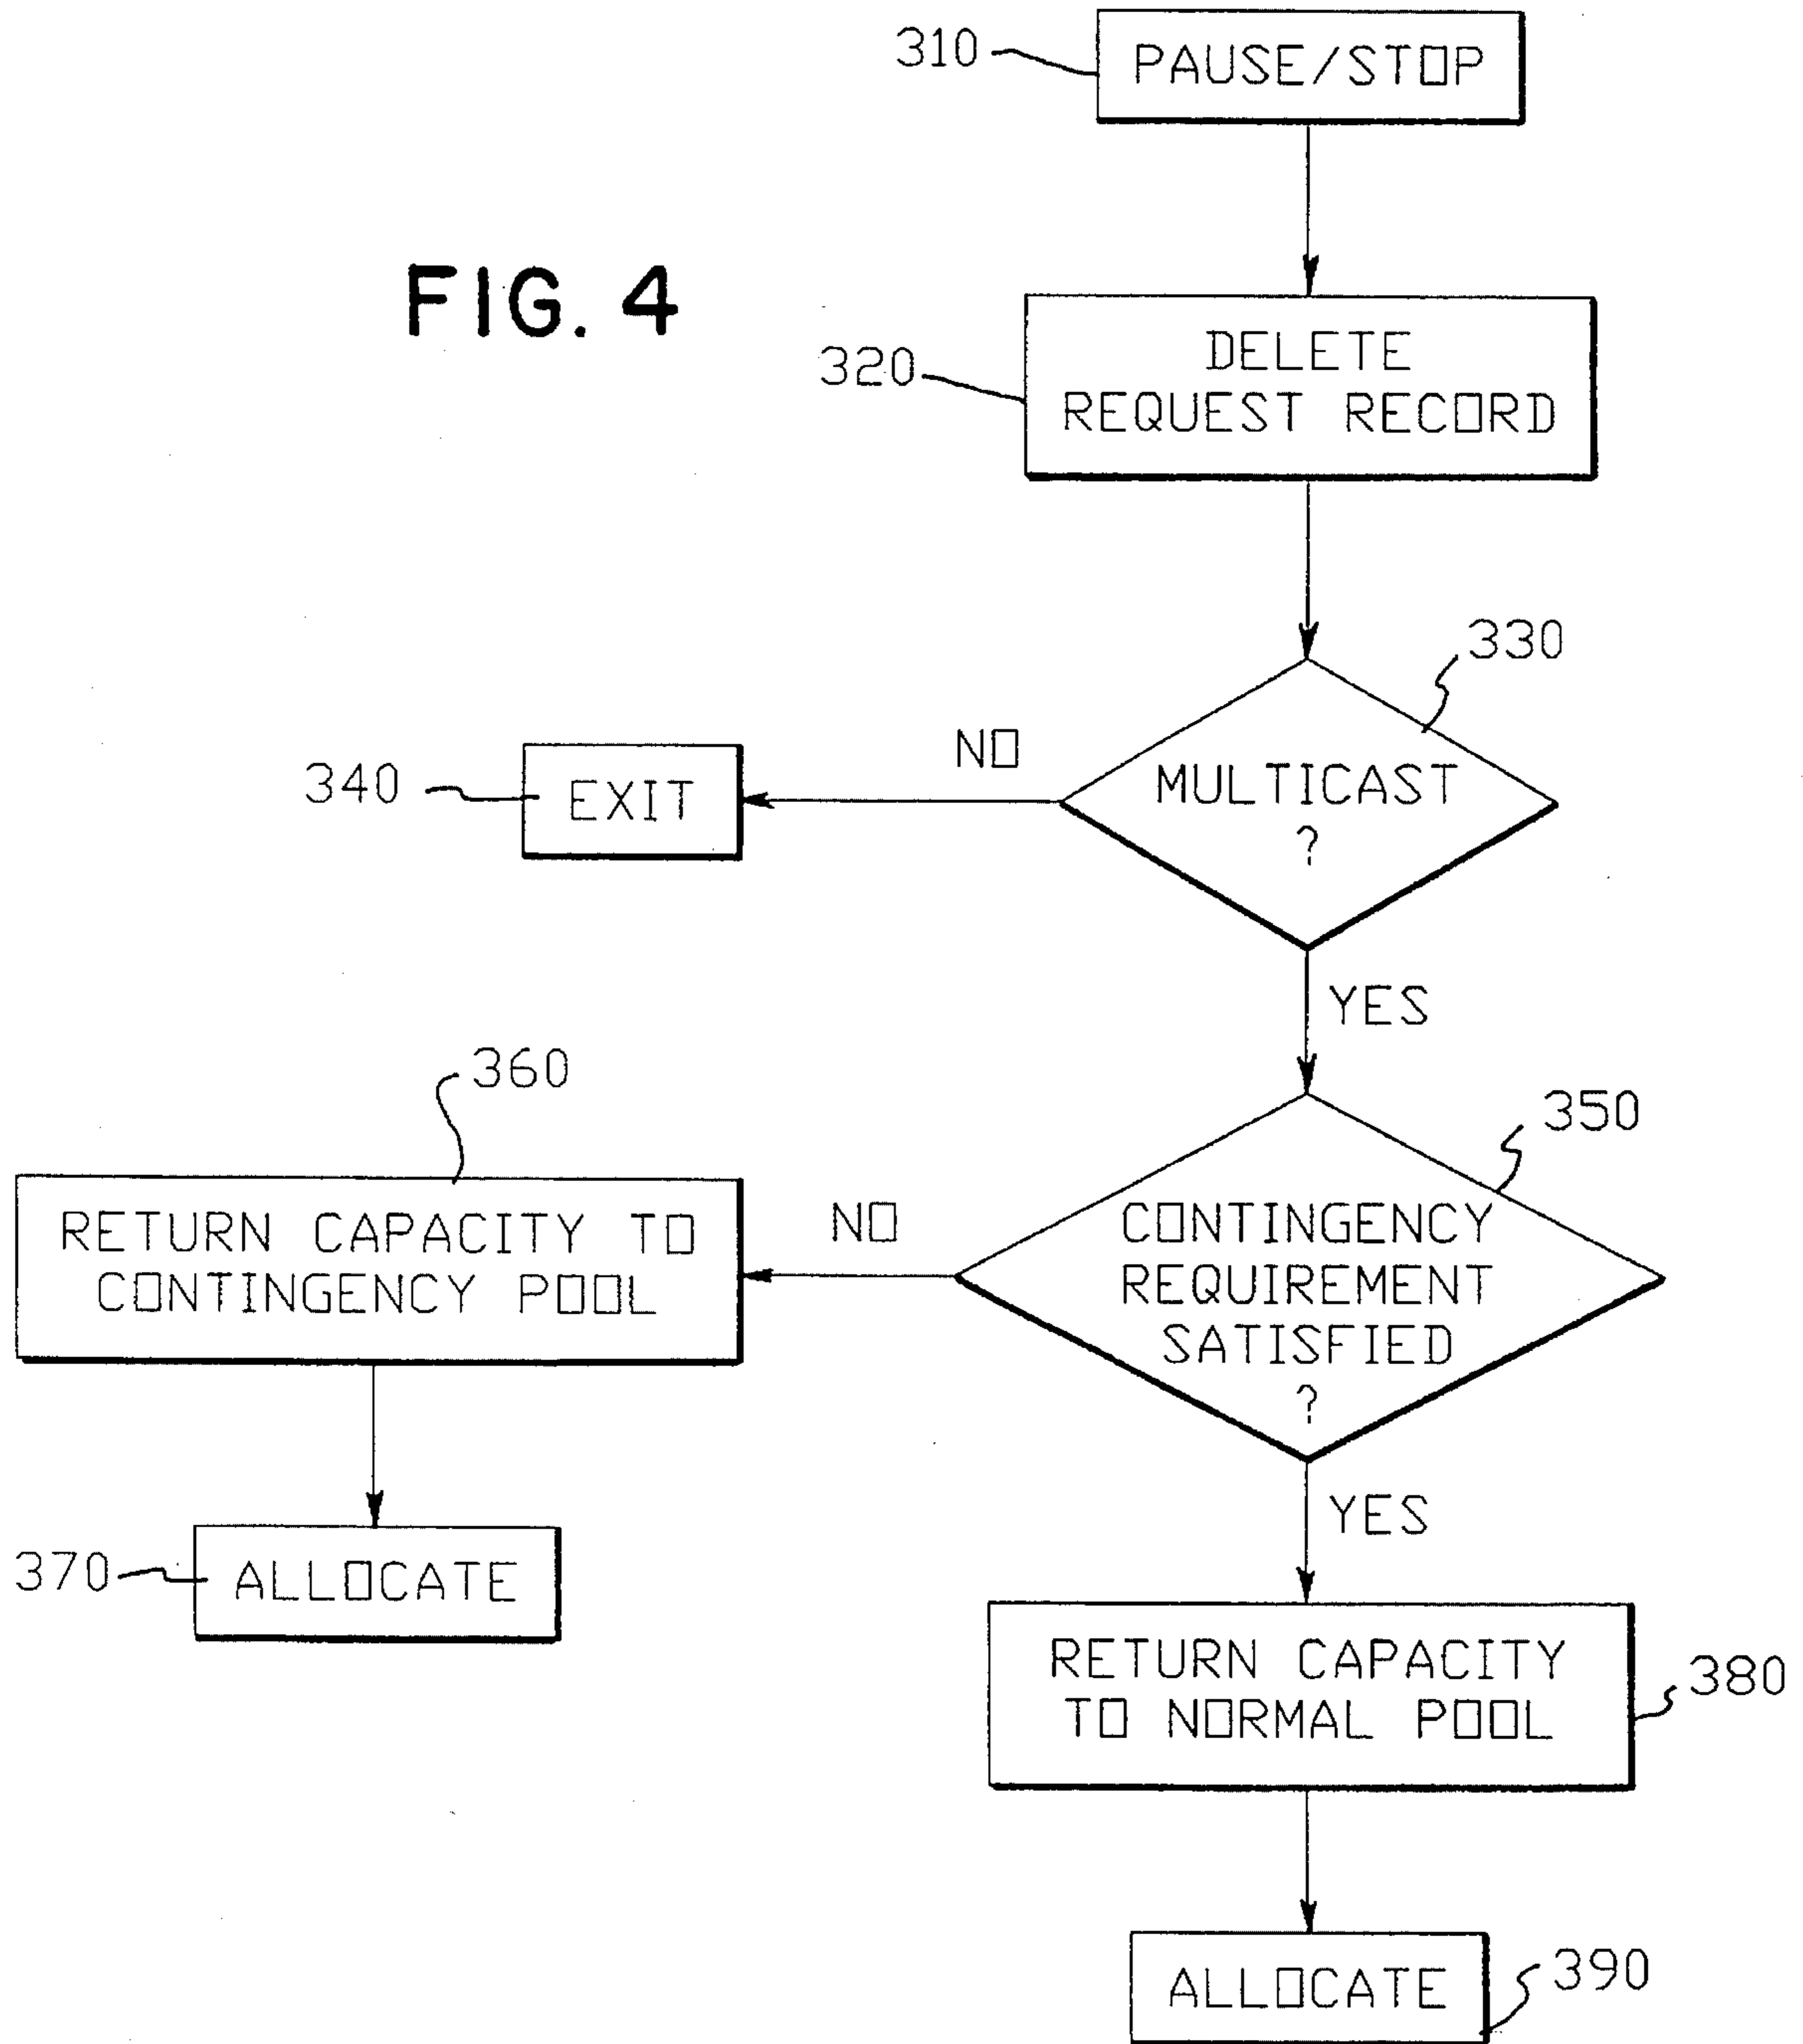 310
PAUSE/STOP
FIG. 4
320
DELETE
REQUEST RECORD
330
NO
MULTICAST
?
340
EXIT
YES
360
350
RETURN CAPACITY TO
CONTINGENCY POOL
NO
CONTINGENCY
REQUIREMENT
SATISFIED
?
YES
370
ALLOCATE
RETURN CAPACITY
TO NORMAL POOL
380
ALLOCATE
390